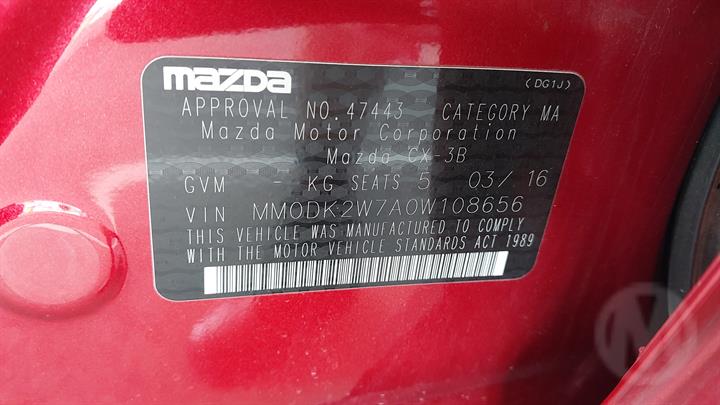 mazda
(DG1J)
APPROVAL NO.47443 CATEGORY MA
Mazda Motor Corporation
Mazda CX-3B
GVM - KG SEATS 5 03/16
VIN MM0DK2W7A0W108656
THIS VEHICLE WAS MANUFACTURED TO COMPLY
WITH THE MOTOR VEHICLE STANDARDS ACT 1989
M